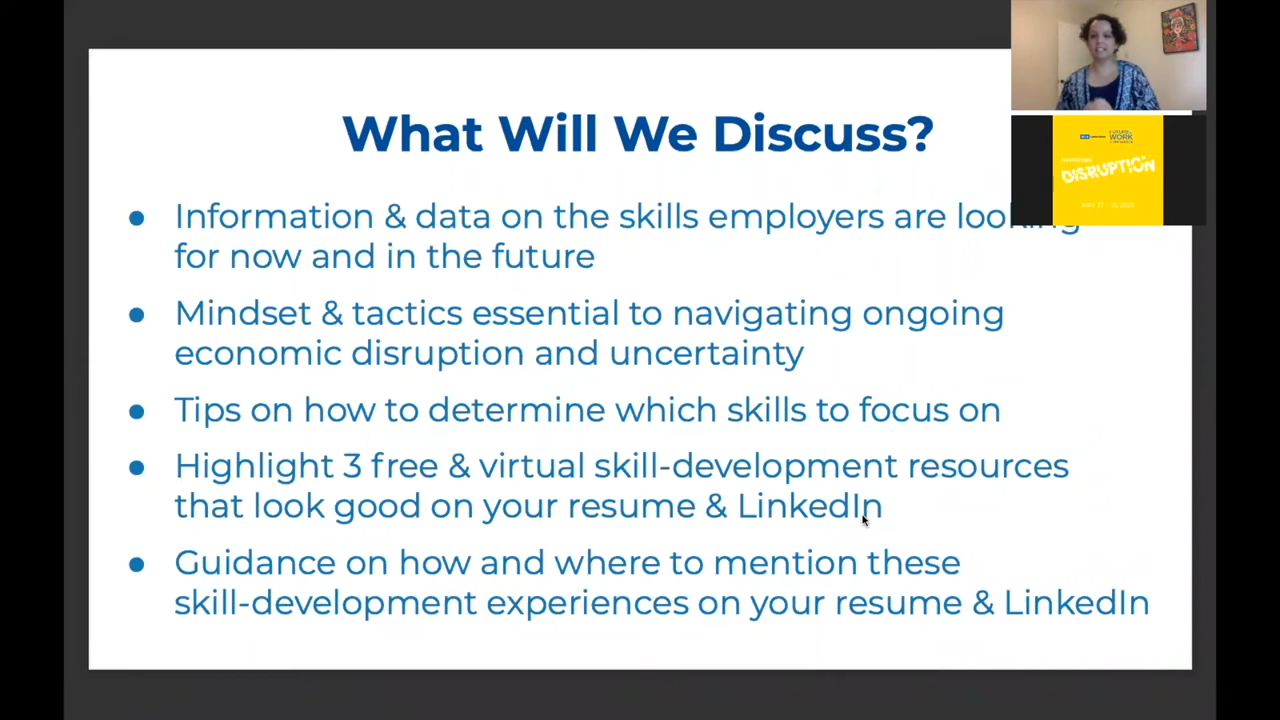 What Will We Discuss?
● Information & data on the skills employers are looking
for now and in the future
● Mindset & tactics essential to navigating ongoing
economic disruption and uncertainty
● Tips on how to determine which skills to focus on
● Highlight 3 free & virtual skill-development resources
that look good on your resume & LinkedIn
● Guidance on how and where to mention these
skill-development experiences on your resume & LinkedIn
WORK
DISRUPTION